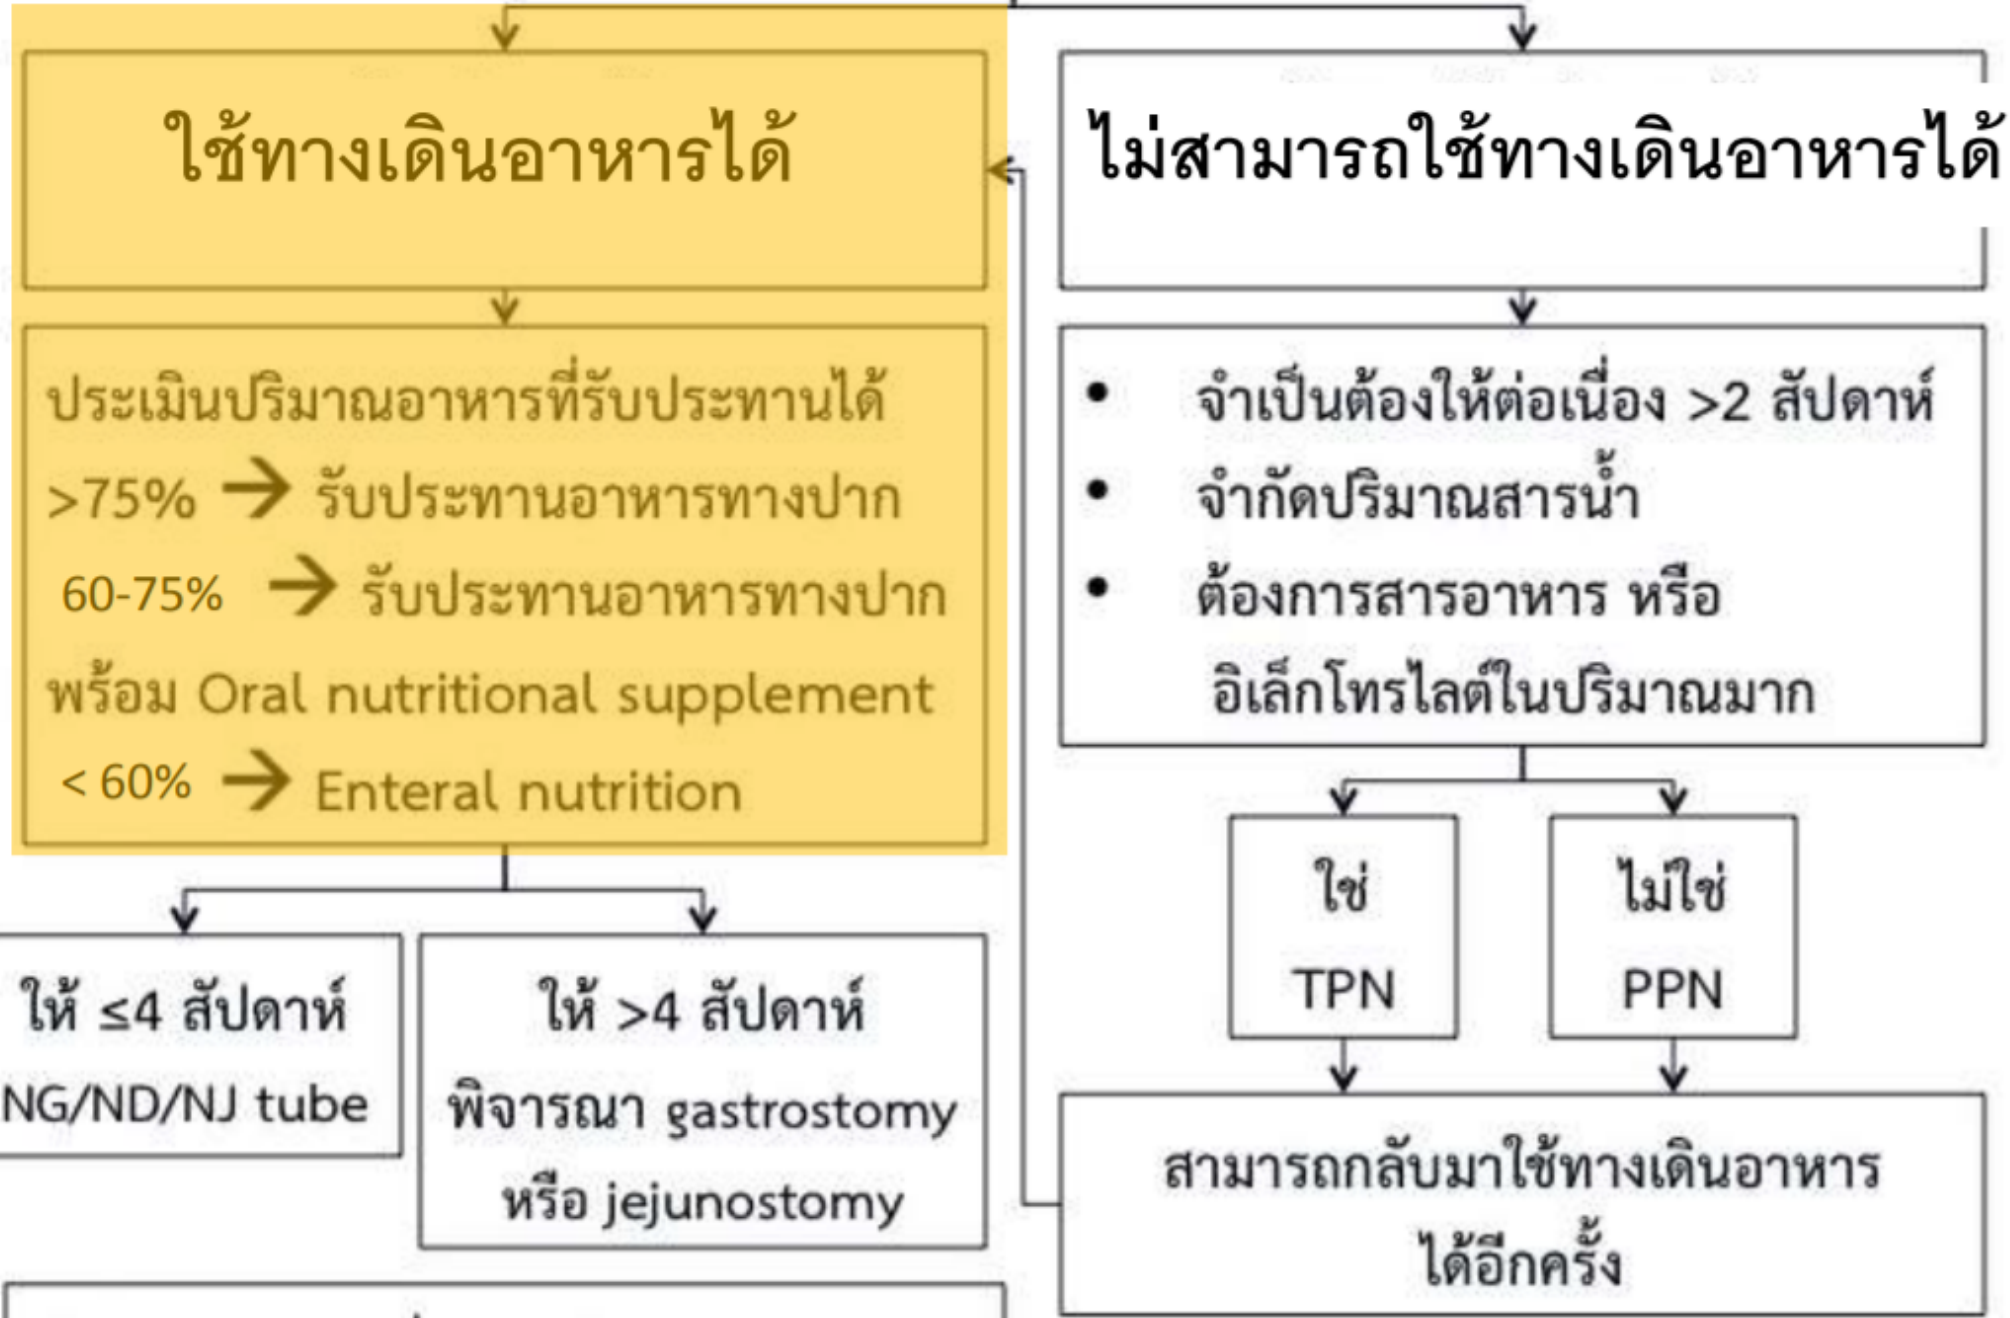 ใช้ทางเดินอาหารได้
ประเมินปริมาณอาหารที่รับประทานได้
>75% → รับประทานอาหารทางปาก
60-75% → รับประทานอาหารทางปาก
พร้อม Oral nutritional supplement
< 60% → Enteral nutrition
ให้ ≤4 สัปดาห์
NG/ND/NJ tube
ให้ >4 สัปดาห์
พิจารณา gastrostomy
หรือ jejunostomy
ไม่สามารถใช้ทางเดินอาหารได้
• จำเป็นต้องให้ต่อเนื่อง >2 สัปดาห์
• จำกัดปริมาณสารน้ำ
• ต้องการสารอาหาร หรือ
อิเล็กโทรไลต์ในปริมาณมาก
ใช่
TPN
ไม่ใช่
PPN
สามารถกลับมาใช้ทางเดินอาหาร
ได้อีกครั้ง